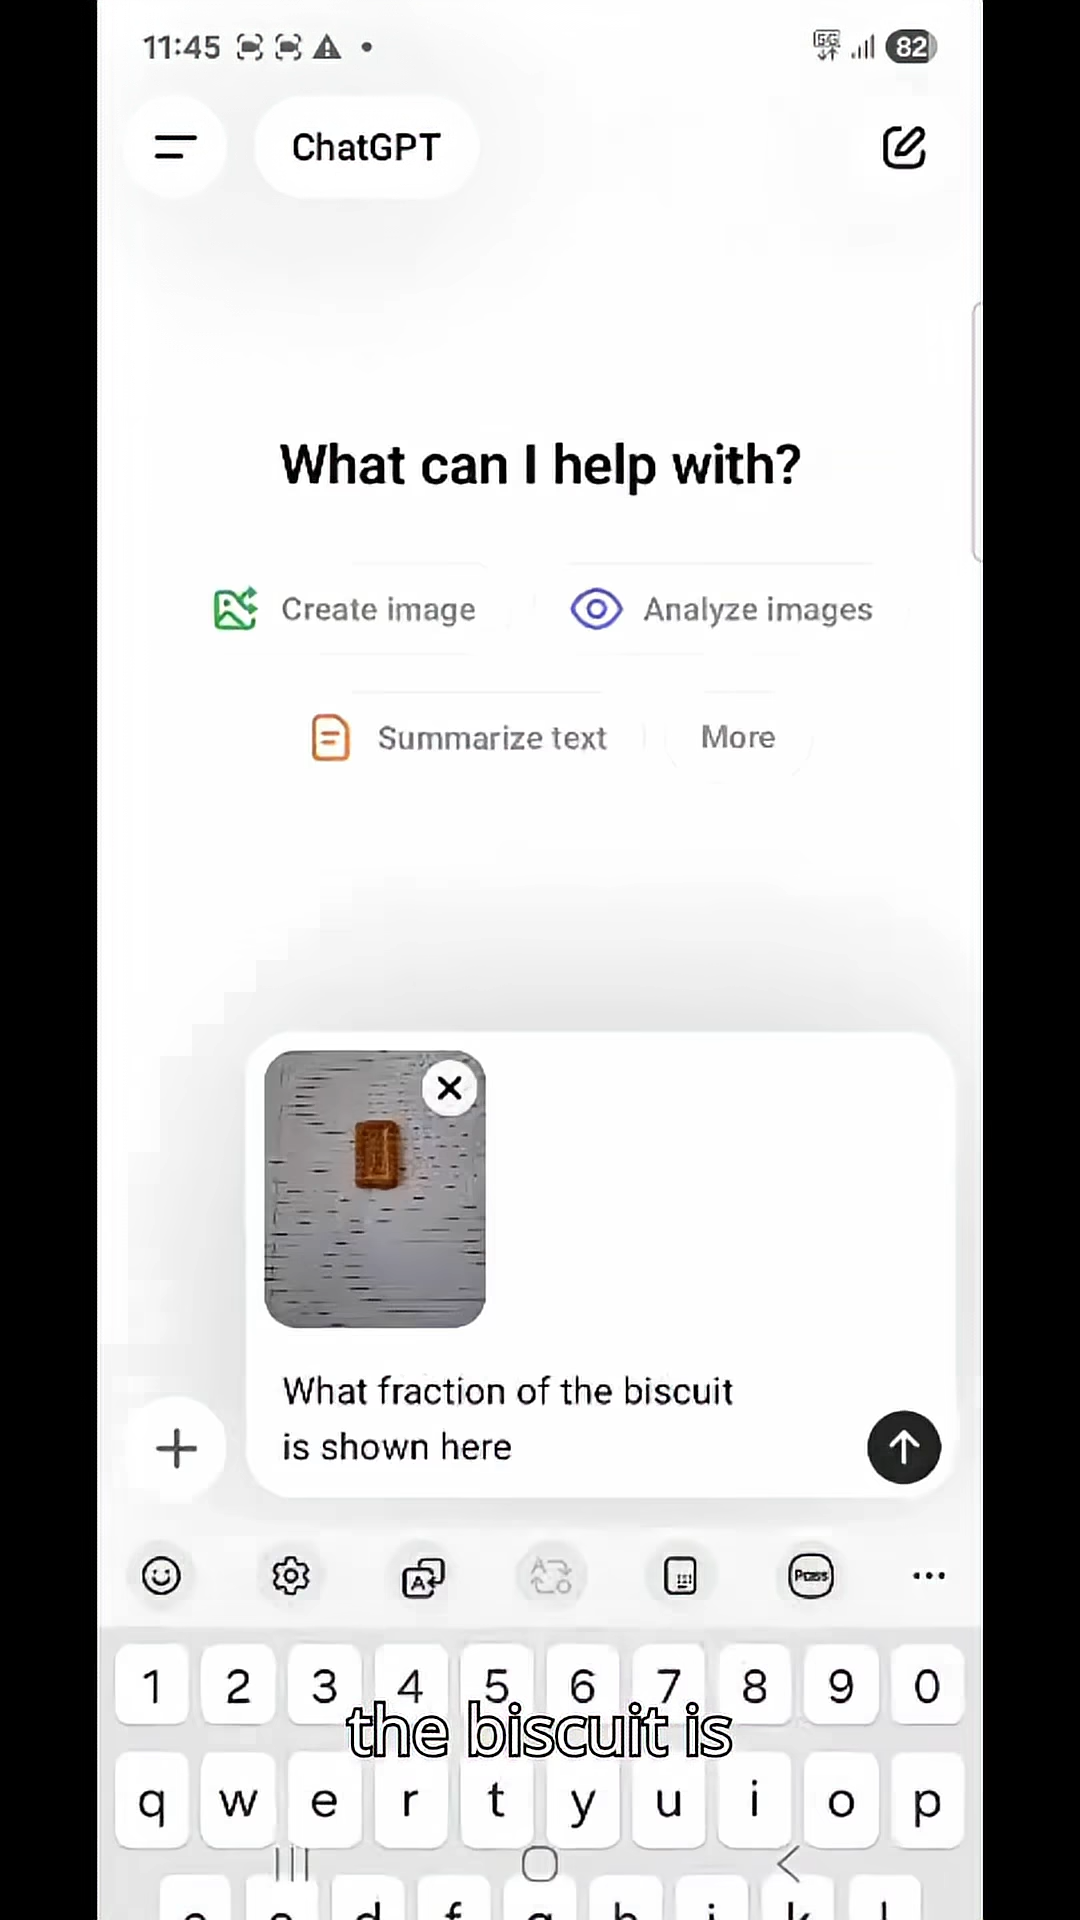 11:45
82
ChatGPT
What can I help with?
Create image
Analyze images
Summarize text
More
What fraction of the biscuit
is shown here
Pass
1 2 3 4 5 6 7 8 9 0
the biscuit is
q w e r t y u i o p